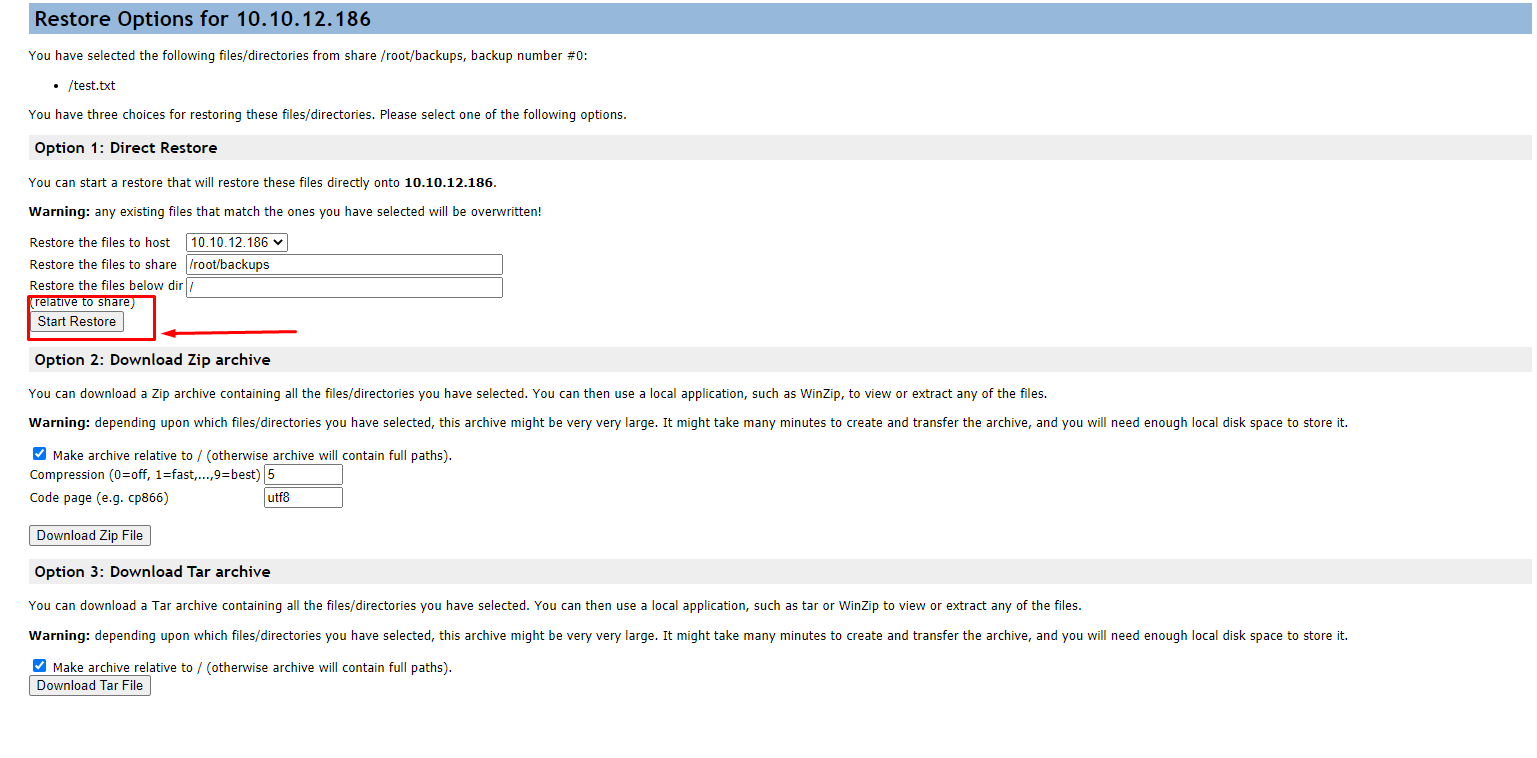 Restore Options for 10.10.12.186
You have selected the following files/directories from share /root/backups, backup number #0:
• /test.txt
You have three choices for restoring these files/directories. Please select one of the following options.
Option 1: Direct Restore
You can start a restore that will restore these files directly onto 10.10.12.186.
Warning: any existing files that match the ones you have selected will be overwritten!
Restore the files to host 10.10.12.186
Restore the files to share /root/backups
Restore the files below dir /
(relative to share)
Start Restore
Option 2: Download Zip archive
You can download a Zip archive containing all the files/directories you have selected. You can then use a local application, such as WinZip, to view or extract any of the files.
Warning: depending upon which files/directories you have selected, this archive might be very very large. It might take many minutes to create and transfer the archive, and you will need enough local disk space to store it.
Make archive relative to / (otherwise archive will contain full paths).
Compression (0=off, 1=fast,...,9=best) 5
Code page (e.g. cp866) utf8
Download Zip File
Option 3: Download Tar archive
You can download a Tar archive containing all the files/directories you have selected. You can then use a local application, such as tar or WinZip to view or extract any of the files.
Warning: depending upon which files/directories you have selected, this archive might be very very large. It might take many minutes to create and transfer the archive, and you will need enough local disk space to store it.
Make archive relative to / (otherwise archive will contain full paths).
Download Tar File